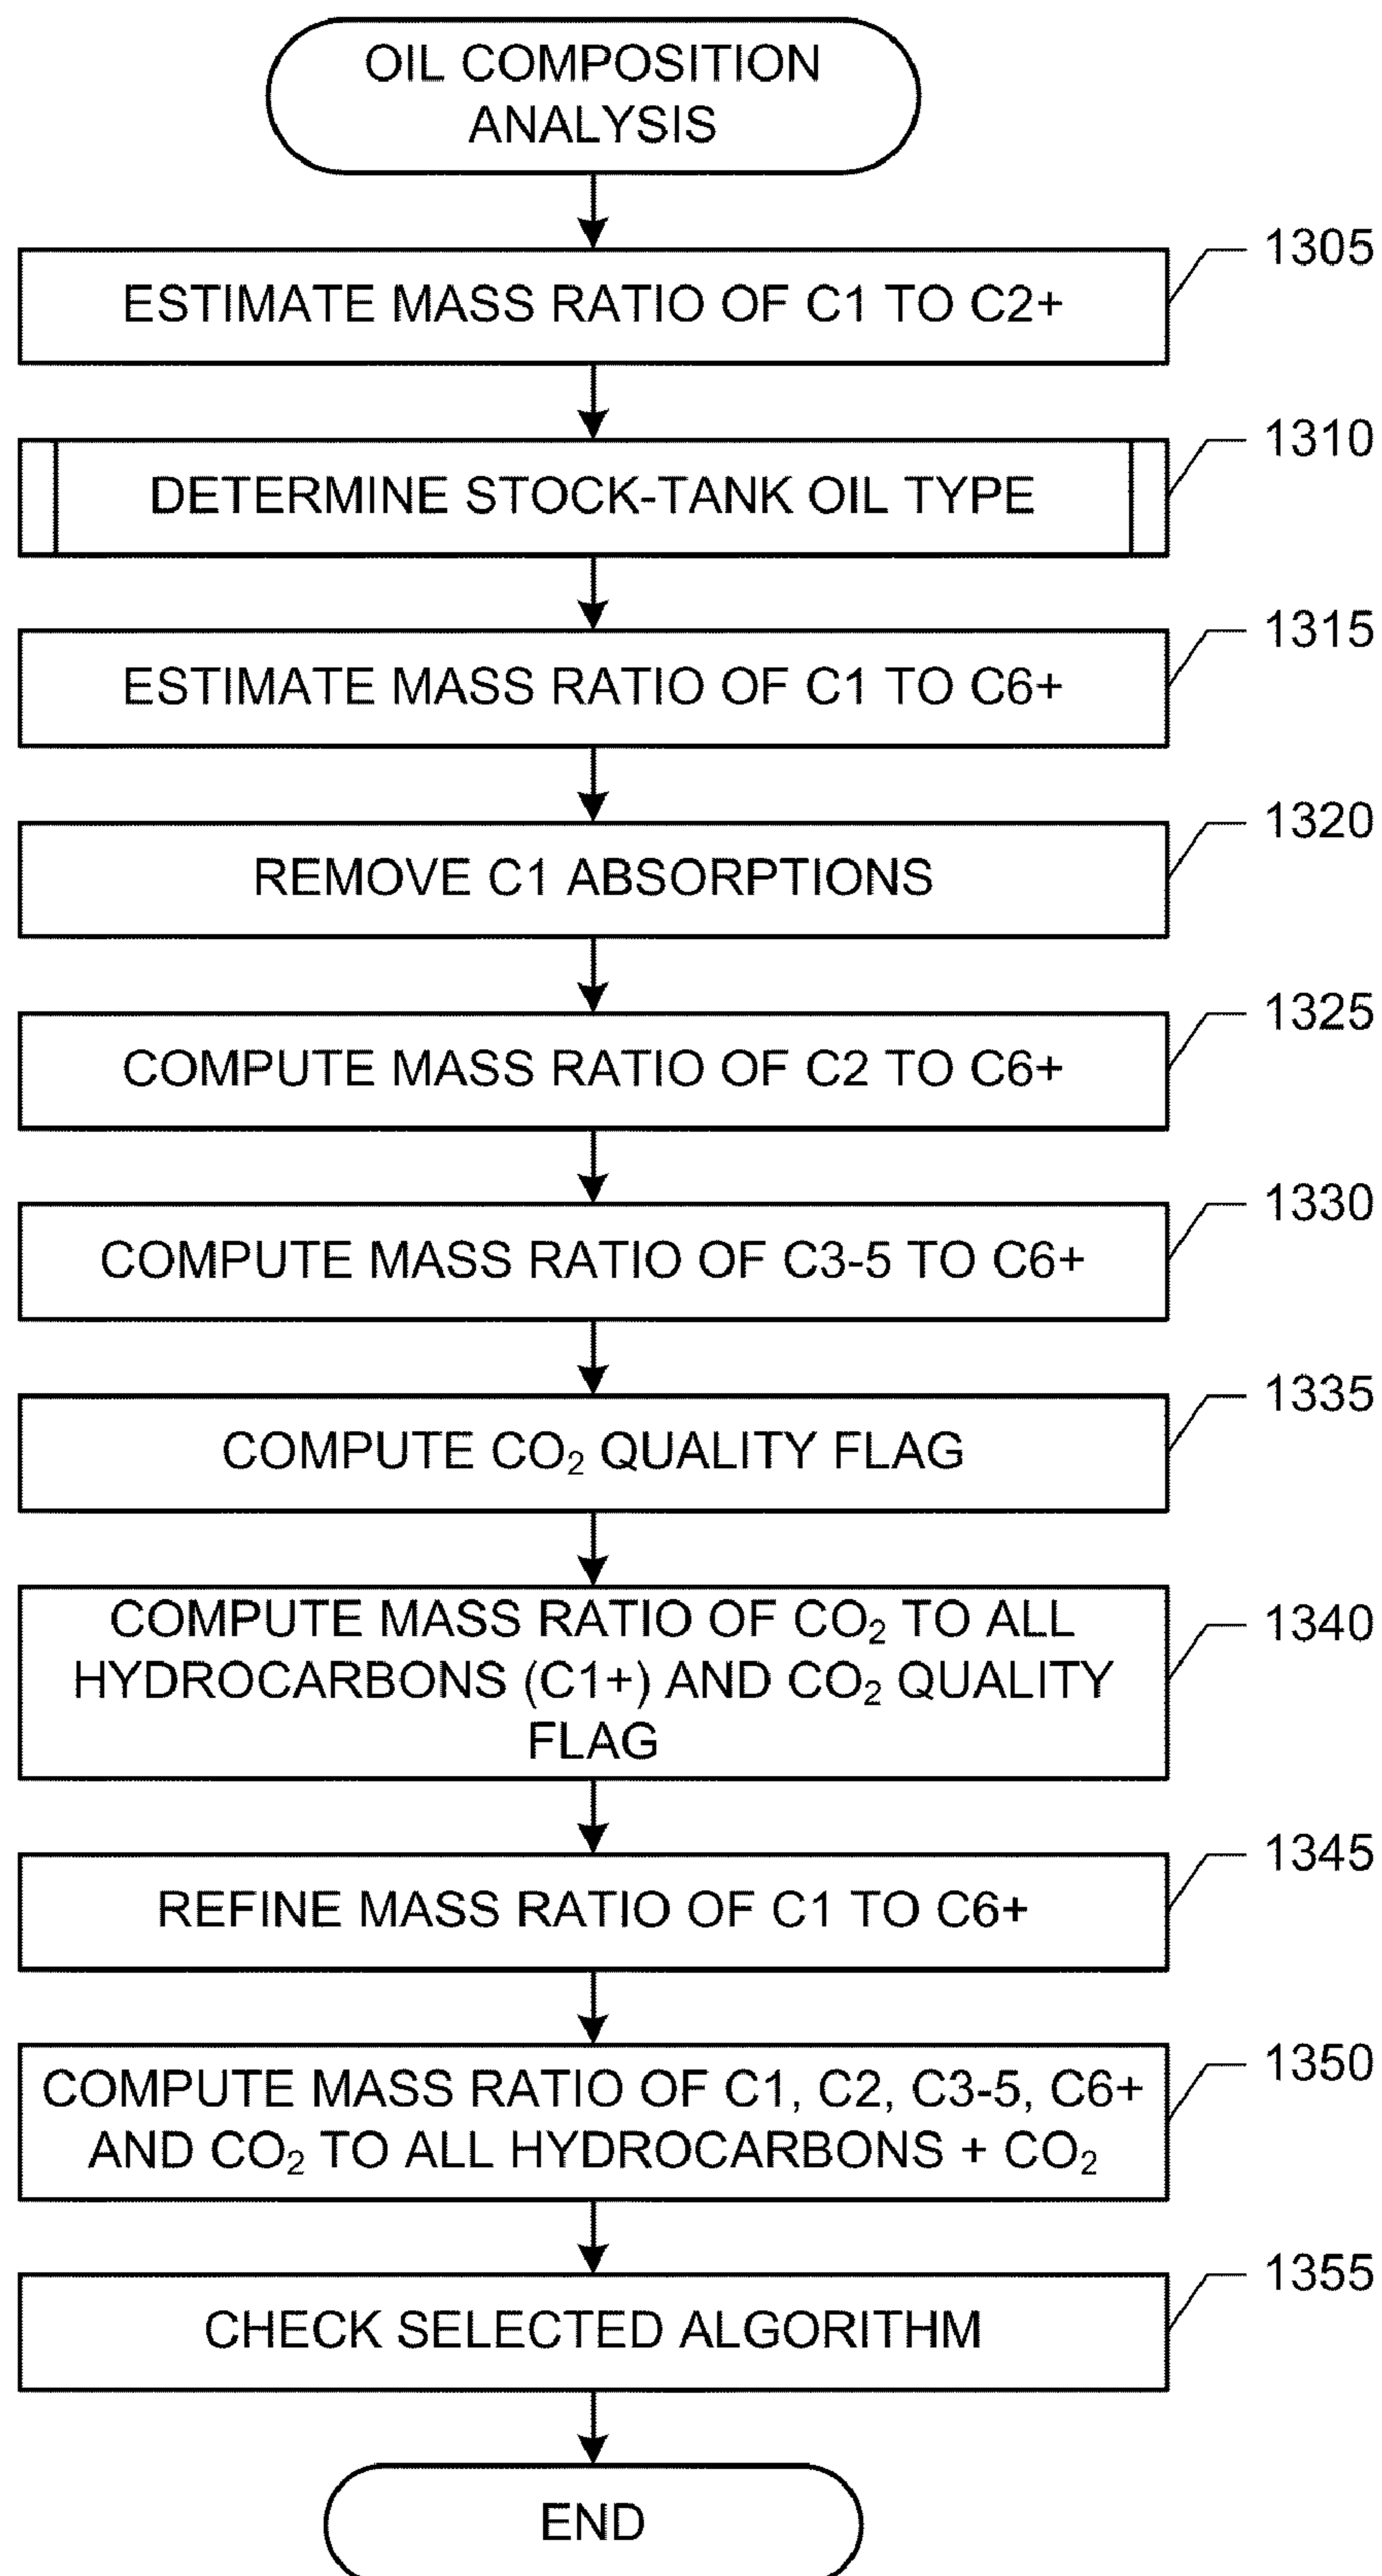 OIL COMPOSITION
ANALYSIS
1305
ESTIMATE MASS RATIO OF C1 TO C2+
1310
DETERMINE STOCK-TANK OIL TYPE
1315
ESTIMATE MASS RATIO OF C1 TO C6+
1320
REMOVE C1 ABSORPTIONS
1325
COMPUTE MASS RATIO OF C2 TO C6+
1330
COMPUTE MASS RATIO OF C3-5 TO C6+
1335
COMPUTE CO₂ QUALITY FLAG
1340
COMPUTE MASS RATIO OF CO₂ TO ALL
HYDROCARBONS (C1+) AND CO₂ QUALITY
FLAG
1345
REFINE MASS RATIO OF C1 TO C6+
1350
COMPUTE MASS RATIO OF C1, C2, C3-5, C6+
AND CO₂ TO ALL HYDROCARBONS + CO₂
1355
CHECK SELECTED ALGORITHM
END